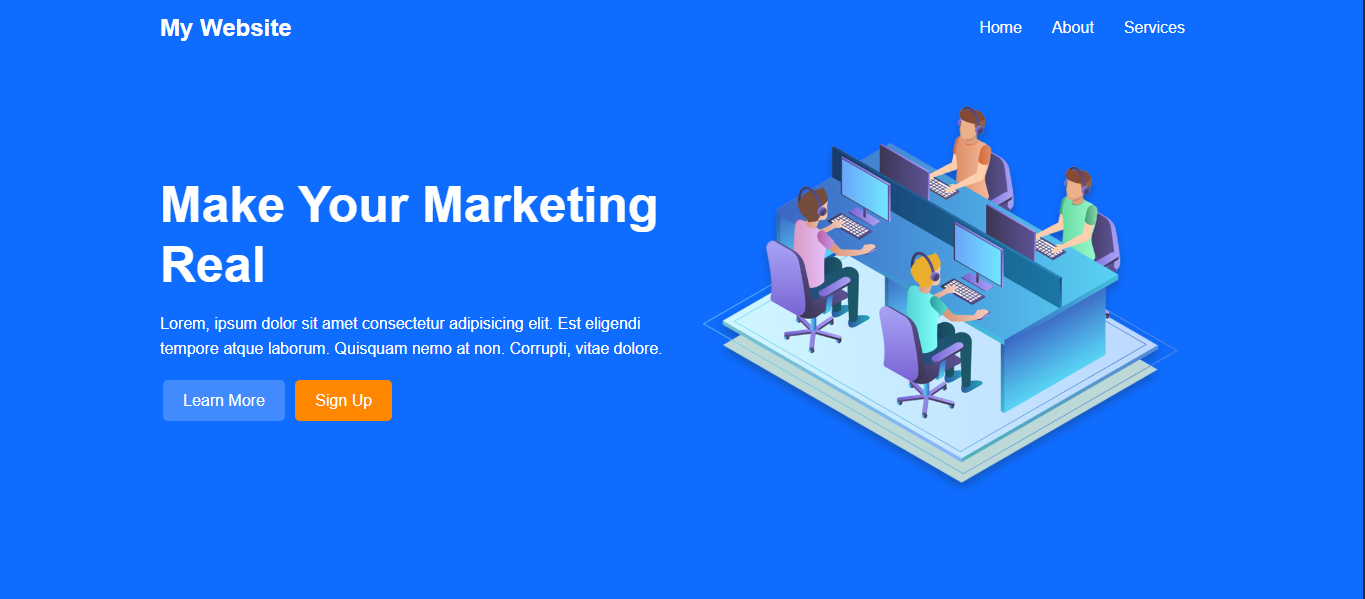 My Website
Home About Services
Make Your Marketing
Real
Lorem, ipsum dolor sit amet consectetur adipisicing elit. Est eligendi
tempore atque laborum. Quisquam nemo at non. Corrupti, vitae dolore.
Learn More Sign Up